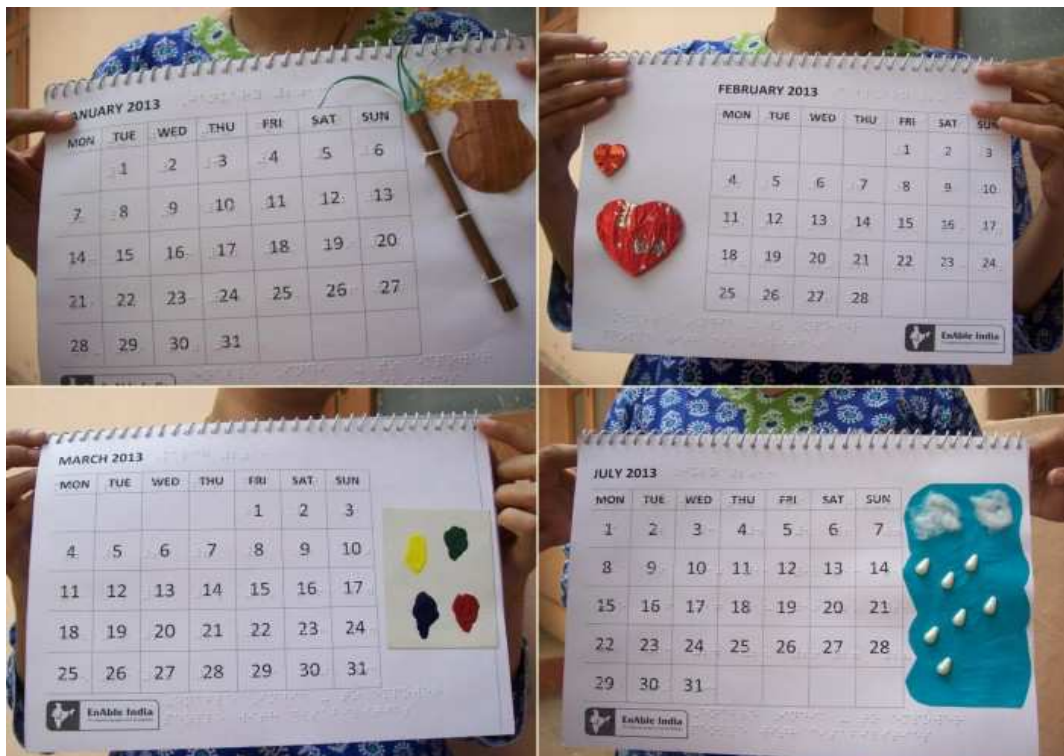 ANUARY 2013
MON TUE WED THU FRI SAT SUN
1 2 3 4 5 6
7 8 9 10 11 12 13
14 15 16 17 18 19 20
21 22 23 24 25 26 27
28 29 30 31
FEBRUARY 2013
MON TUE WED THU FRI SAT SUN
1 2 3
4 5 6 7 8 9 10
11 12 13 14 15 16 17
18 19 20 21 22 23 24
25 26 27 28
EnAble India
MARCH 2013
MON TUE WED THU FRI SAT SUN
1 2 3
4 5 6 7 8 9 10
11 12 13 14 15 16 17
18 19 20 21 22 23 24
25 26 27 28 29 30 31
EnAble India
JULY 2013
MON TUE WED THU FRI SAT SUN
1 2 3 4 5 6 7
8 9 10 11 12 13 14
15 16 17 18 19 20 21
22 23 24 25 26 27 28
29 30 31
EnAble India